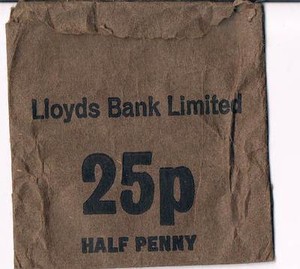 Lloyds Bank Limited
25p
HALF PENNY